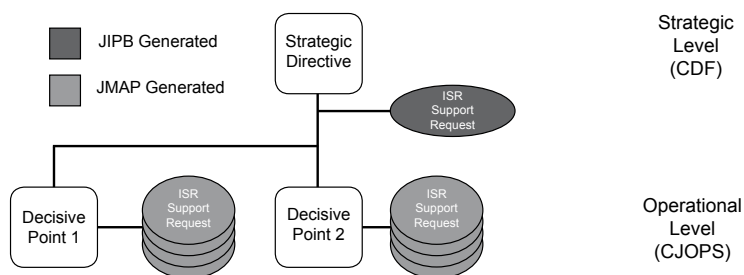 JIPB Generated
JMAP Generated
Strategic
Directive
Strategic
Level
(CDF)
ISR
Support
Request
Decisive
Point 1
ISR
Support
Request
Decisive
Point 2
ISR
Support
Request
Operational
Level
(CJOPS)